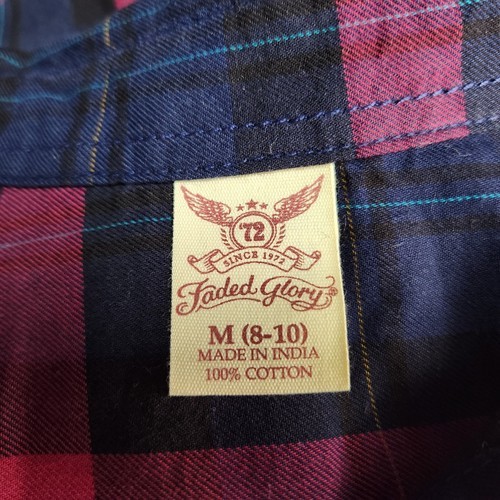 '72
SINCE 1972
Faded Glory
M (8-10)
MADE IN INDIA
100% COTTON